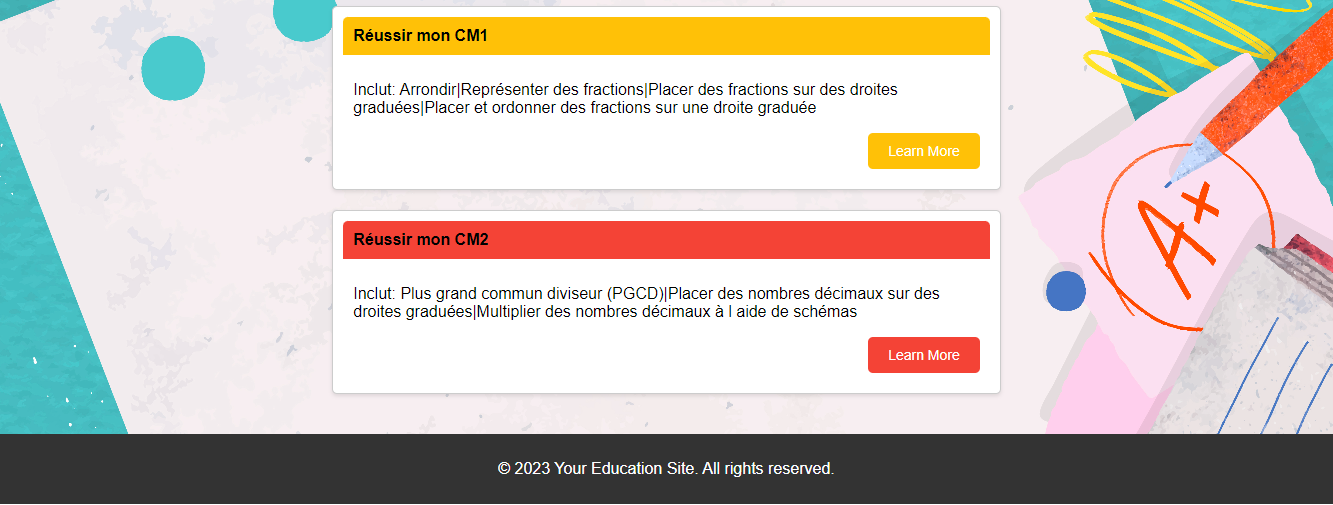 Réussir mon CM1
Inclut: Arrondir|Représenter des fractions|Placer des fractions sur des droites
graduées|Placer et ordonner des fractions sur une droite graduée
Learn More
A+
Réussir mon CM2
Inclut: Plus grand commun diviseur (PGCD)|Placer des nombres décimaux sur des
droites graduées|Multiplier des nombres décimaux à l aide de schémas
Learn More
© 2023 Your Education Site. All rights reserved.